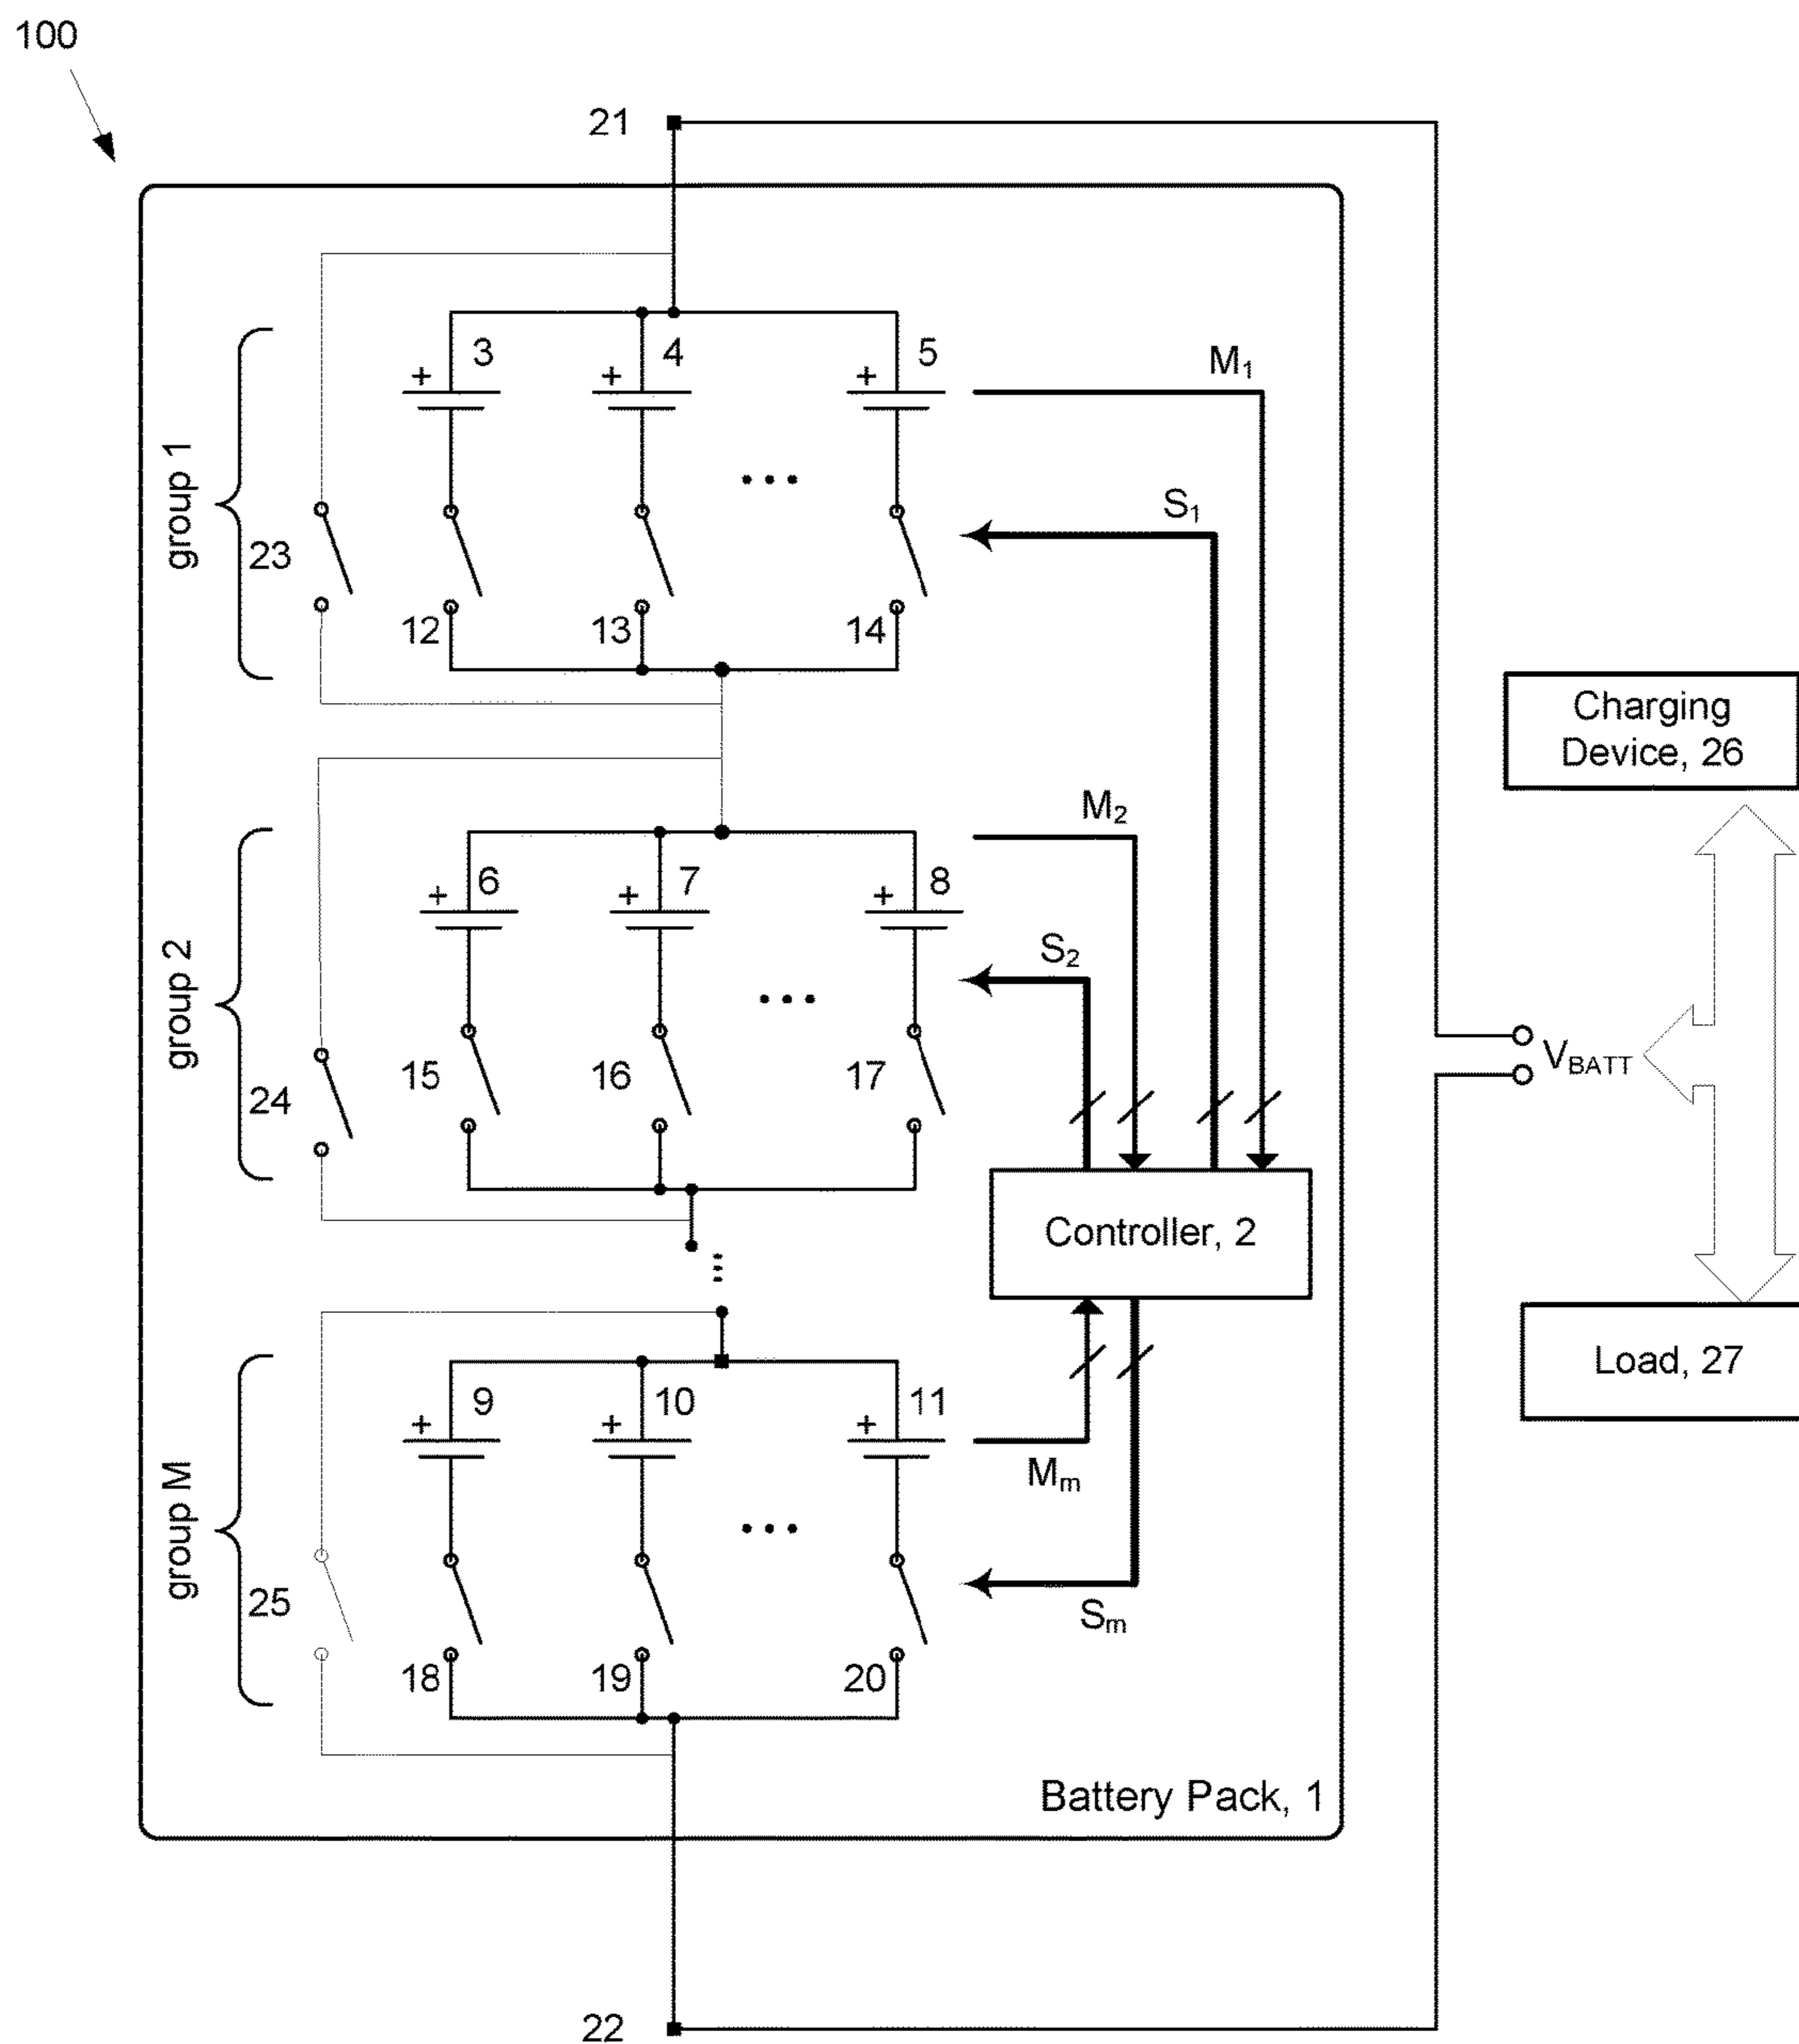 100
21
3
4
5
+
+
+
M₁
group 1
S₁
23
12
13
14
Charging
Device, 26
M₂
6
7
8
+
+
+
group 2
S₂
15
16
17
V_BATT
24
Controller, 2
Load, 27
9
10
11
+
+
+
group M
Mₘ
25
Sₘ
18
19
20
Battery Pack, 1
22